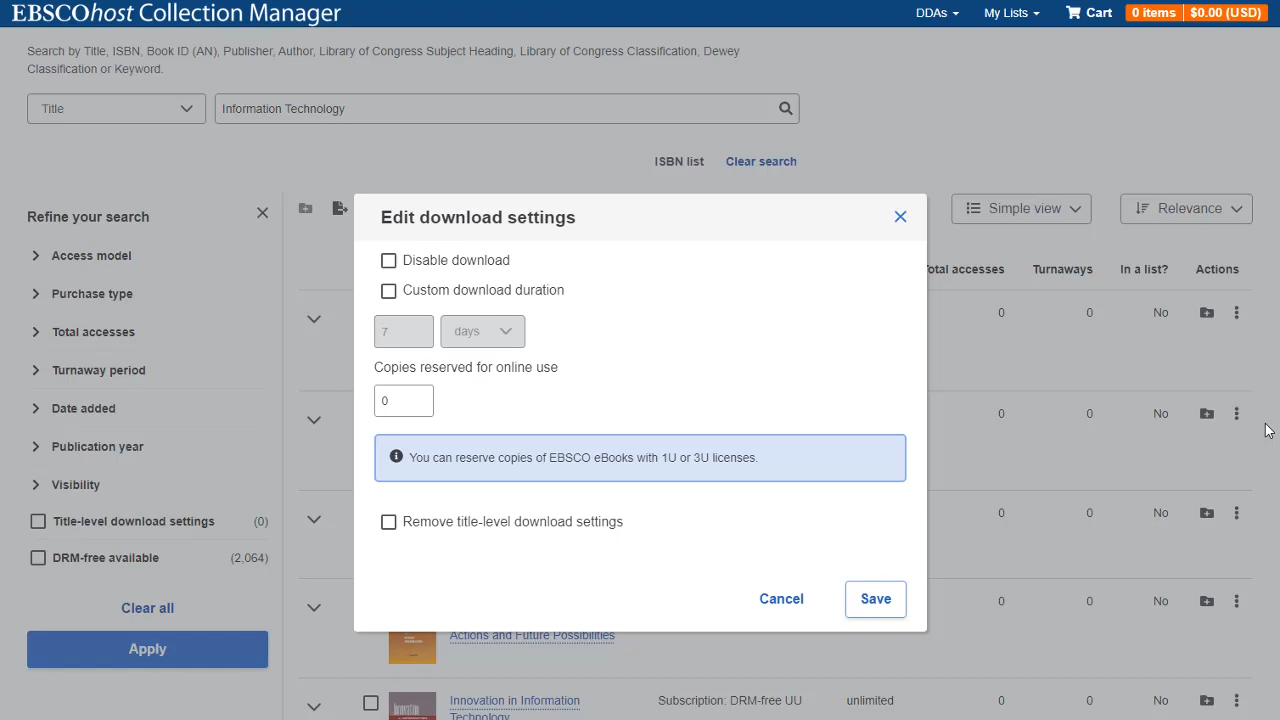 EBSCOhost Collection Manager
DDAs
My Lists
Cart
0 items
$0.00 (USD)
Search by Title, ISBN, Book ID (AN), Publisher, Author, Library of Congress Subject Heading, Library of Congress Classification, Dewey
Classification or Keyword.
Title
Information Technology
ISBN list
Clear search
Refine your search
Access model
Purchase type
Total accesses
Turnaway period
Date added
Publication year
Visibility
Title-level download settings (0)
DRM-free available (2,064)
Clear all
Apply
Simple view
Relevance
Edit download settings
Disable download
Custom download duration
7
days
Copies reserved for online use
0
You can reserve copies of EBSCO eBooks with 1U or 3U licenses.
Remove title-level download settings
Cancel
Save
Total accesses Turnaways In a list? Actions
0 0 No
0 0 No
0 0 No
0 0 No
Actions and Future Possibilities
Innovation in Information Subscription: DRM-free UU unlimited 0 0 No
Technology